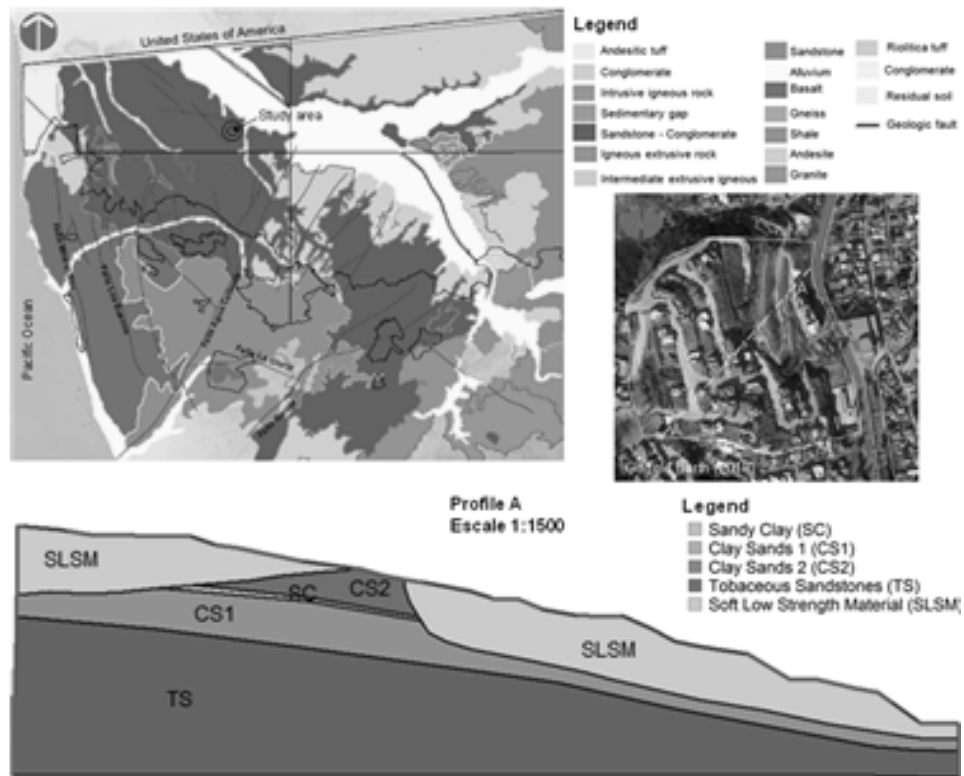 United States of America
Study area
Pacific Ocean
Legend
Andesitic tuff
Conglomerate
Intrusive igneous rock
Sedimentary gap
Sandstone - Conglomerate
Igneous extrusive rock
Intermediate extrusive igneous
Sandstone
Alluvium
Basalt
Gneiss
Shale
Andesite
Granite
Riolitica tuff
Conglomerate
Residual soil
Geologic fault
Profile A
Escale 1:1500
Legend
Sandy Clay (SC)
Clay Sands 1 (CS1)
Clay Sands 2 (CS2)
Tobaceous Sandstones (TS)
Soft Low Strength Material (SLSM)
SLSM
SC
CS2
CS1
SLSM
TS